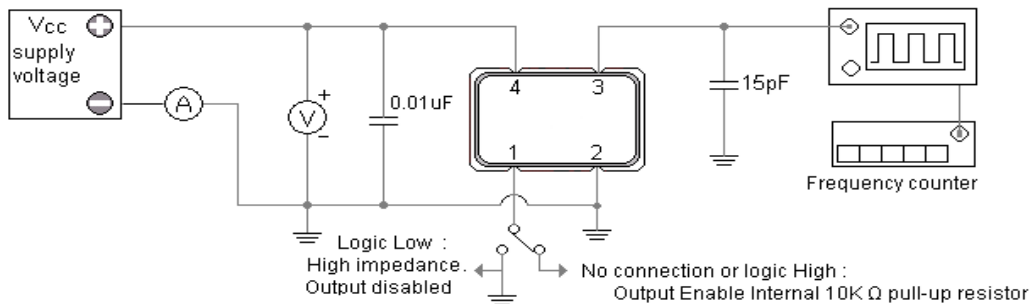 Vcc
supply
voltage
A
+
V
−
0.01uF
4 3
1 2
15pF
Frequency counter
Logic Low :
High impedance.
Output disabled
No connection or logic High :
Output Enable Internal 10K Ω pull-up resistor